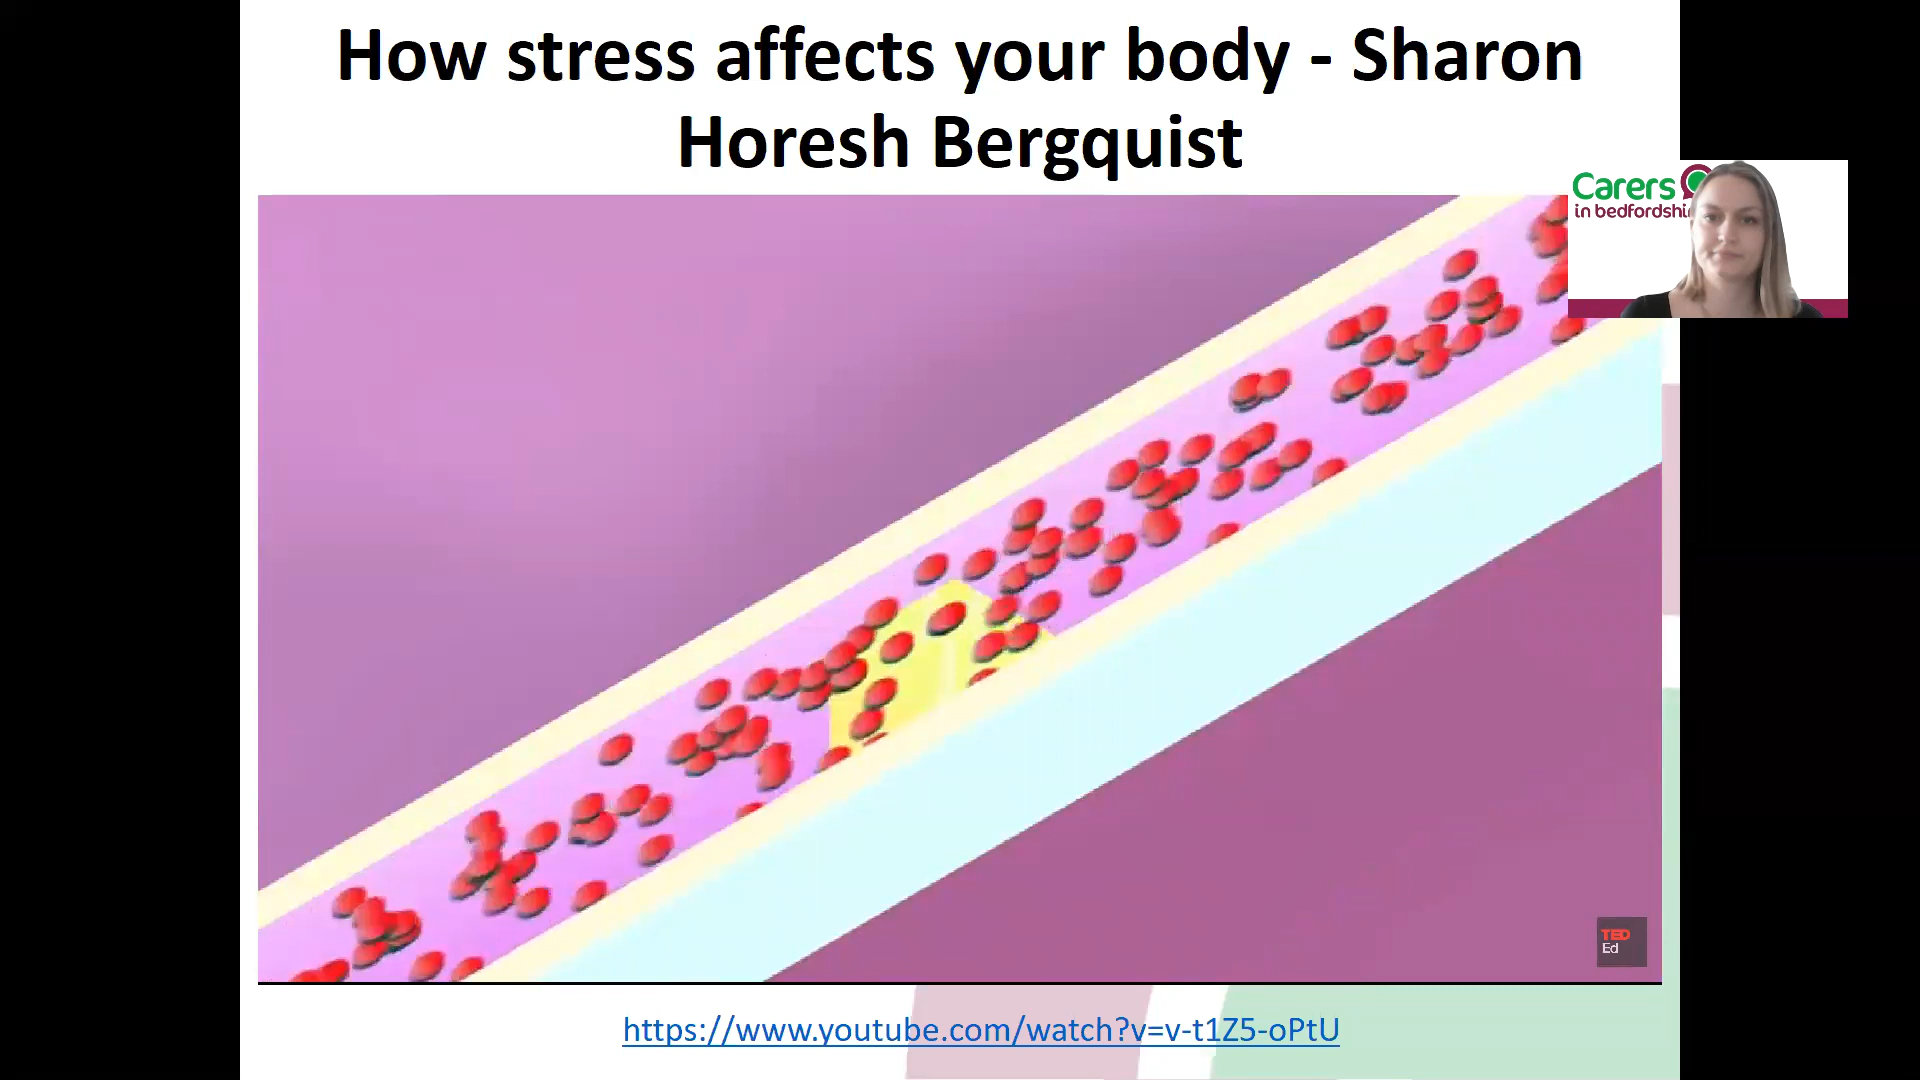 How stress affects your body - Sharon
Horesh Bergquist
Carers
in bedfordshi
TED
Ed
https://www.youtube.com/watch?v=v-t1Z5-oPtU